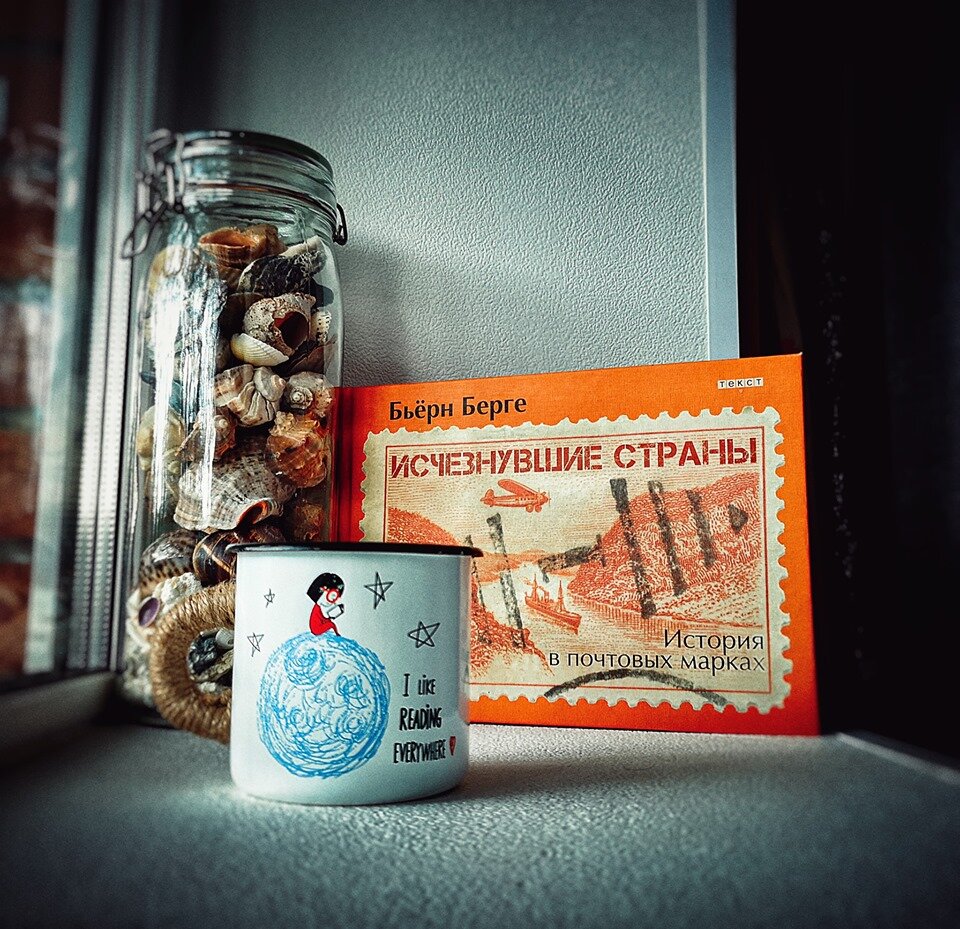 текст
Бьёрн Берге
ИСЧЕЗНУВШИЕ СТРАНЫ
История
в почтовых марках
I LIKE
READING
EVERYWHERE